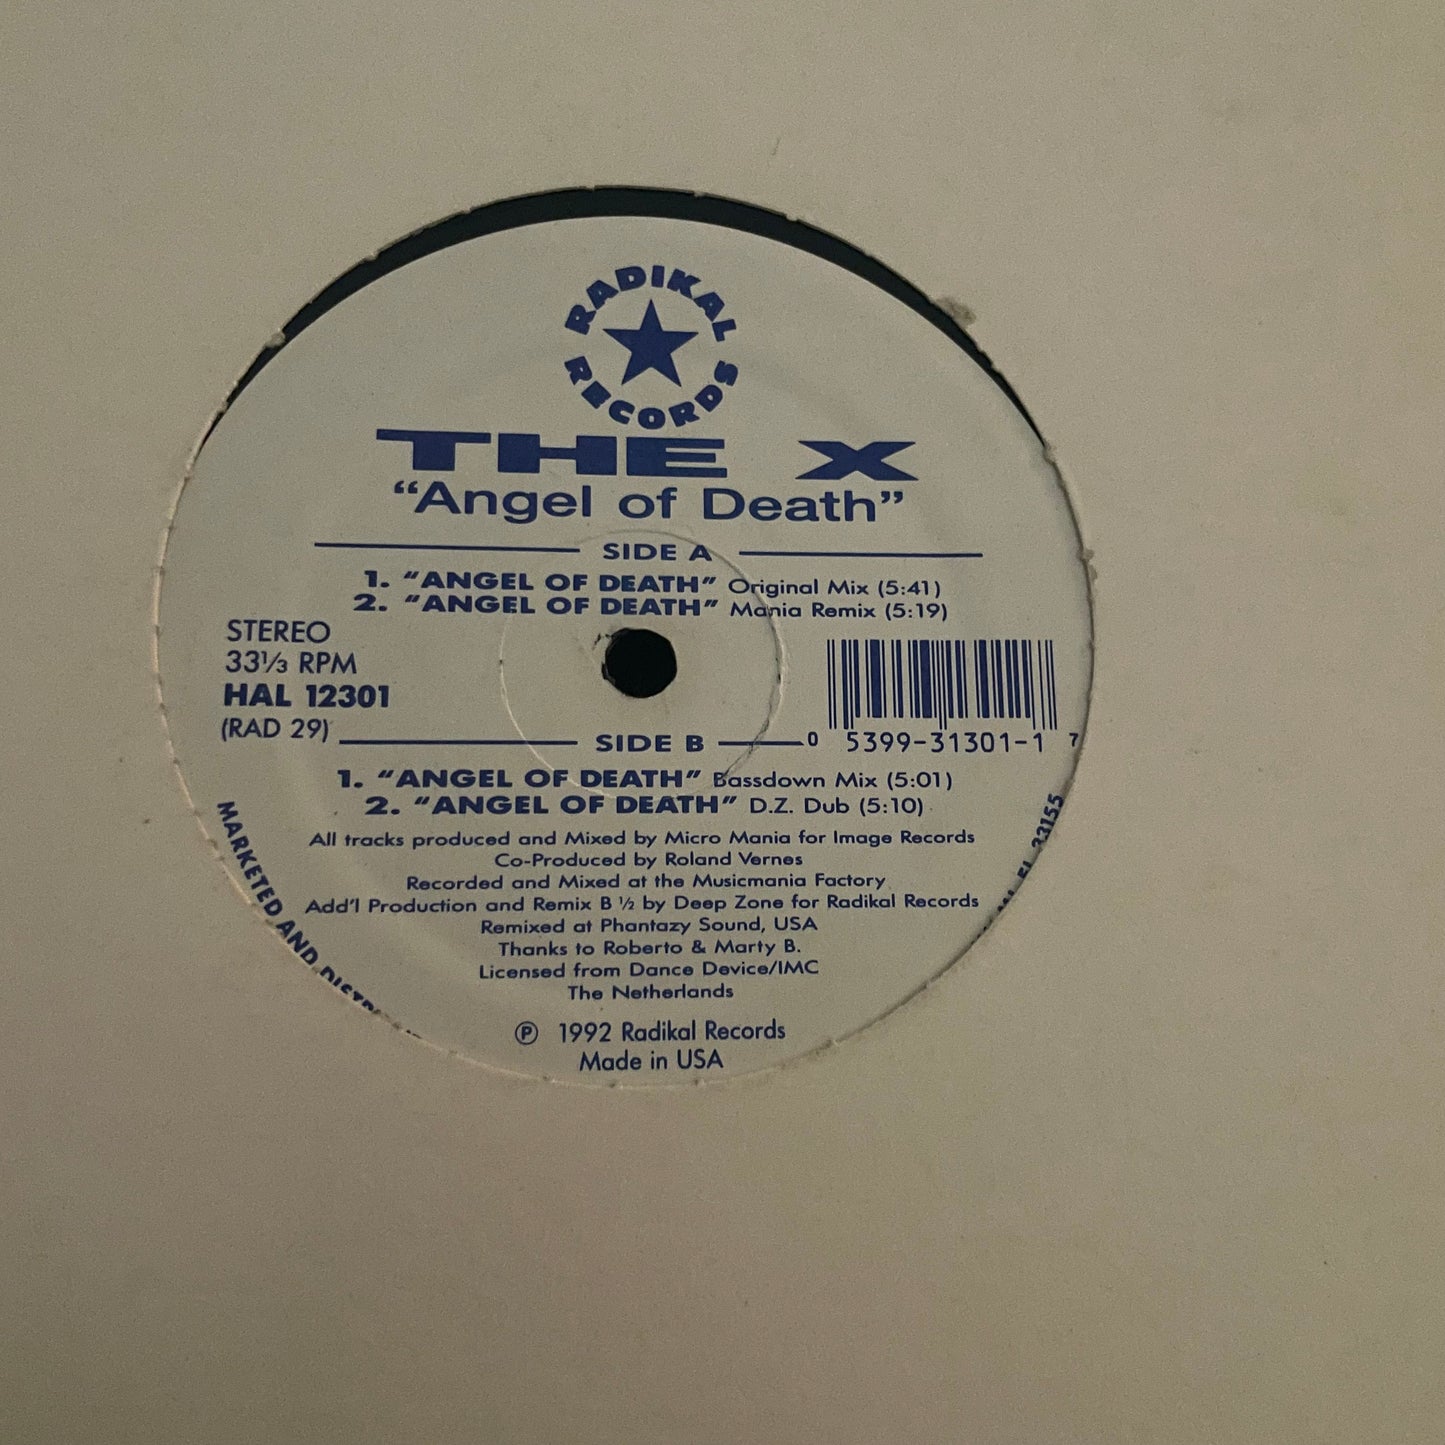 RADIKAL
RECORDS
THE X
“Angel of Death”
SIDE A
1. “ANGEL OF DEATH” Original Mix (5:41)
2. “ANGEL OF DEATH” Mania Remix (5:19)
STEREO
33⅓ RPM
HAL 12301
(RAD 29)
0 5399-31301-1 7
SIDE B
1. “ANGEL OF DEATH” Bassdown Mix (5:01)
2. “ANGEL OF DEATH” D.Z. Dub (5:10)
All tracks produced and Mixed by Micro Mania for Image Records
Co-Produced by Roland Vernes
Recorded and Mixed at the Musicmania Factory
Add’l Production and Remix B ½ by Deep Zone for Radikal Records
Remixed at Phantazy Sound, USA
Thanks to Roberto & Marty B.
Licensed from Dance Device/IMC
The Netherlands
℗ 1992 Radikal Records
Made in USA
MARKETED AND
FL 33155